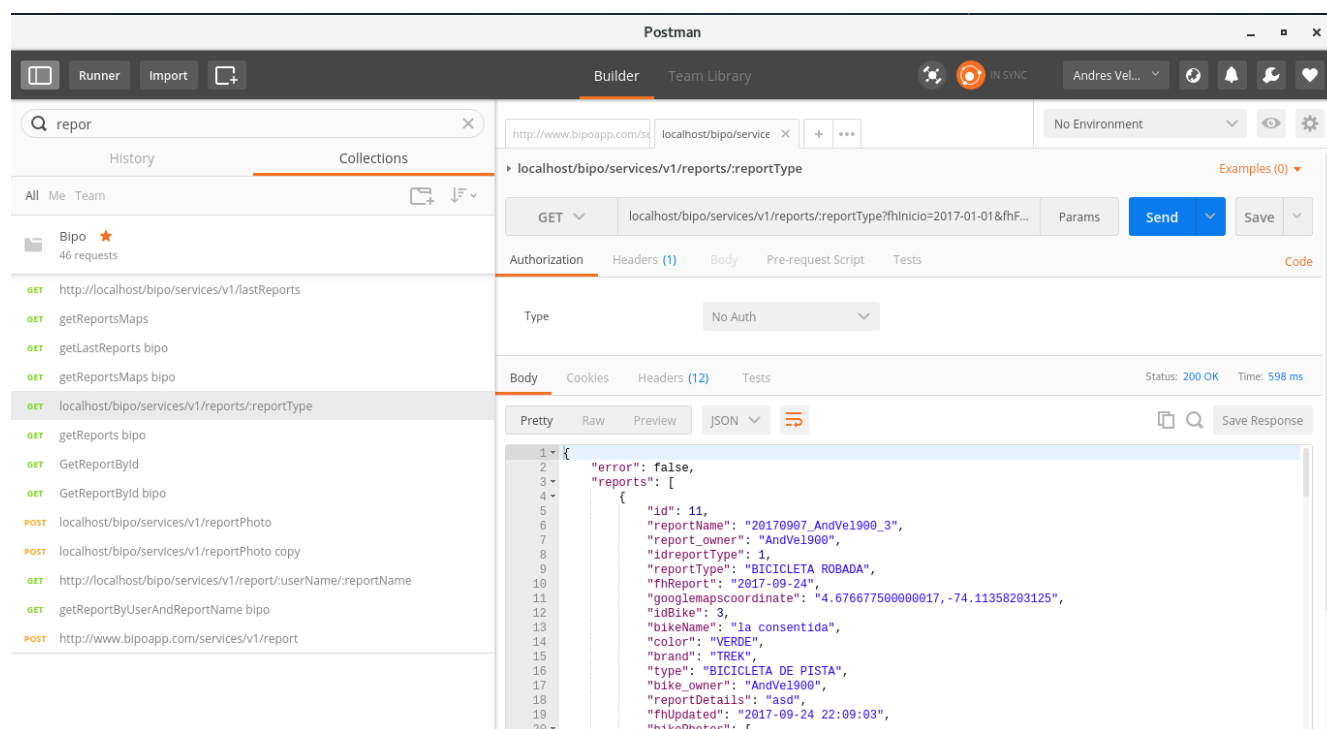 Postman
Runner Import Builder Team Library IN SYNC Andres Vel...
repor
History Collections
All Me Team
Bipo
46 requests
GET http://localhost/bipo/services/v1/lastReports
GET getReportsMaps
GET getLastReports bipo
GET getReportsMaps bipo
GET localhost/bipo/services/v1/reports/:reportType
GET getReports bipo
GET GetReportById
GET GetReportById bipo
POST localhost/bipo/services/v1/reportPhoto
POST localhost/bipo/services/v1/reportPhoto copy
GET http://localhost/bipo/services/v1/report/:userName/:reportName
GET getReportByUserAndReportName bipo
POST http://www.bipoapp.com/services/v1/report
http://www.bipoapp.com/se localhost/bipo/service No Environment
localhost/bipo/services/v1/reports/:reportType Examples (0)
GET localhost/bipo/services/v1/reports/:reportType?fhInicio=2017-01-01&fhF... Params Send Save
Authorization Headers (1) Body Pre-request Script Tests Code
Type No Auth
Body Cookies Headers (12) Tests Status: 200 OK Time: 598 ms
Pretty Raw Preview JSON Save Response
1 {
2 "error": false,
3 "reports": [
4 {
5 "id": 11,
6 "reportName": "20170907_AndVel900_3",
7 "report_owner": "AndVel900",
8 "idreportType": 1,
9 "reportType": "BICICLETA ROBADA",
10 "fhReport": "2017-09-24",
11 "googlemapscoordinate": "4.676677500000017,-74.11358203125",
12 "idBike": 3,
13 "bikeName": "la consentida",
14 "color": "VERDE",
15 "brand": "TREK",
16 "type": "BICICLETA DE PISTA",
17 "bike_owner": "AndVel900",
18 "reportDetails": "asd",
19 "fhUpdated": "2017-09-24 22:09:03",
20 "bikePhotos": [